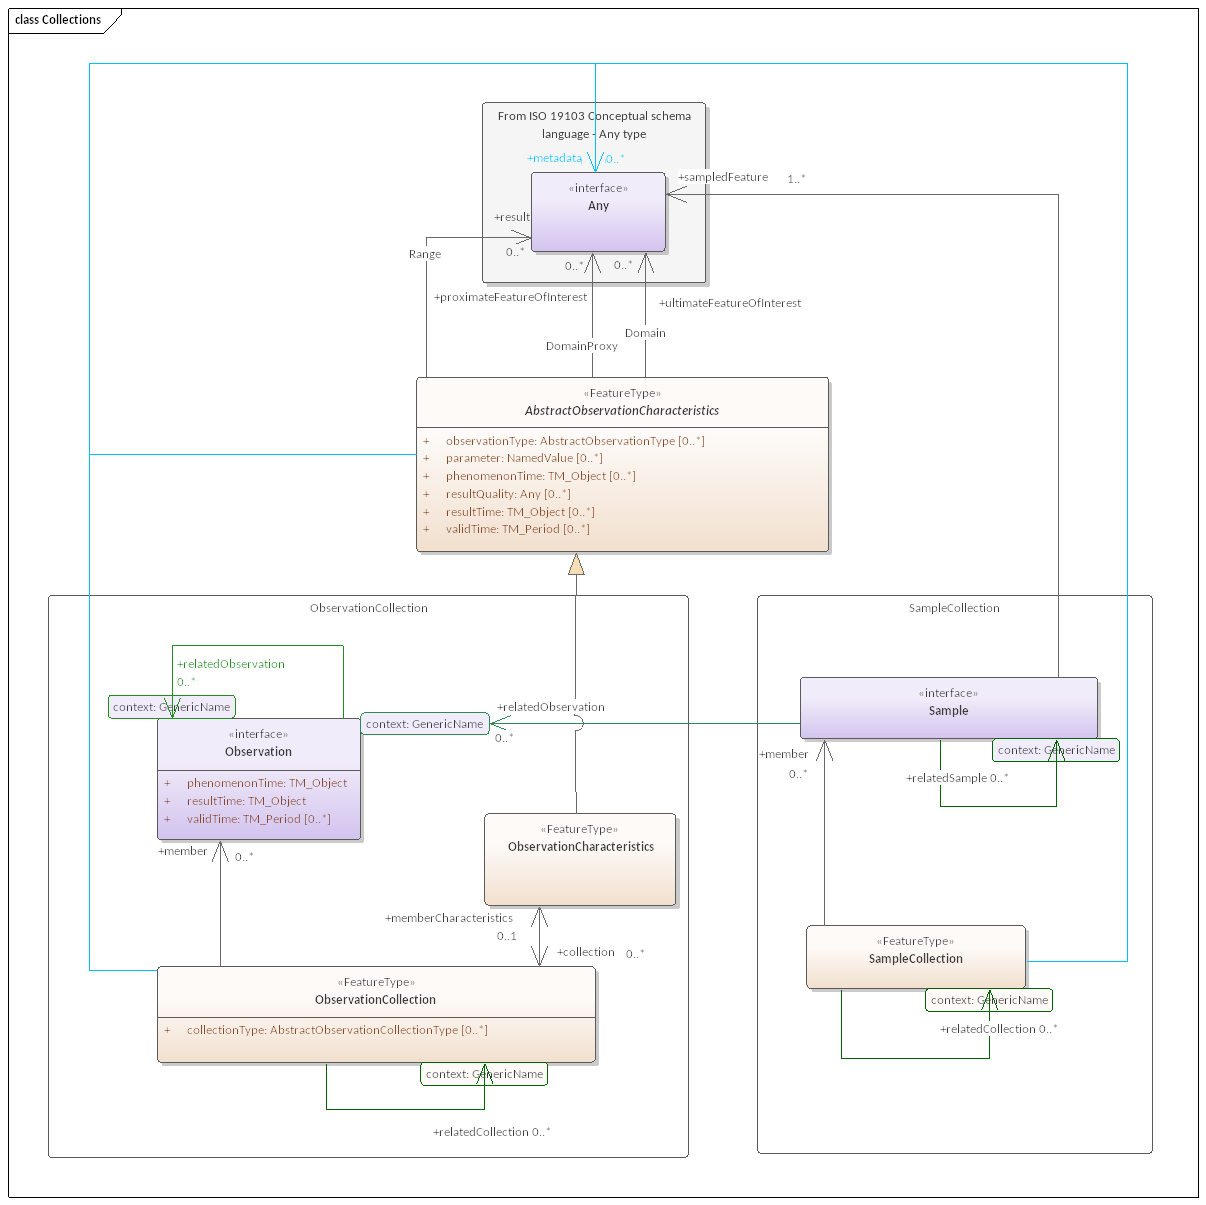 class Collections
From ISO 19103 Conceptual schema
language - Any type
+metadata 0..*
«interface»
Any
+sampledFeature 1..*
+result
0..*
Range
0..*
0..*
+proximateFeatureOfInterest
+ultimateFeatureOfInterest
Domain
DomainProxy
«FeatureType»
AbstractObservationCharacteristics
+ observationType: AbstractObservationType [0..*]
+ parameter: NamedValue [0..*]
+ phenomenonTime: TM_Object [0..*]
+ resultQuality: Any [0..*]
+ resultTime: TM_Object [0..*]
+ validTime: TM_Period [0..*]
ObservationCollection
+relatedObservation
0..*
context: GenericName
«interface»
Observation
+ phenomenonTime: TM_Object
+ resultTime: TM_Object
+ validTime: TM_Period [0..*]
context: GenericName
+relatedObservation
0..*
+member
0..*
«FeatureType»
ObservationCharacteristics
+memberCharacteristics
0..1
+collection 0..*
«FeatureType»
ObservationCollection
+ collectionType: AbstractObservationCollectionType [0..*]
context: GenericName
+relatedCollection 0..*
SampleCollection
«interface»
Sample
context: GenericName
+relatedSample 0..*
+member
0..*
«FeatureType»
SampleCollection
context: GenericName
+relatedCollection 0..*